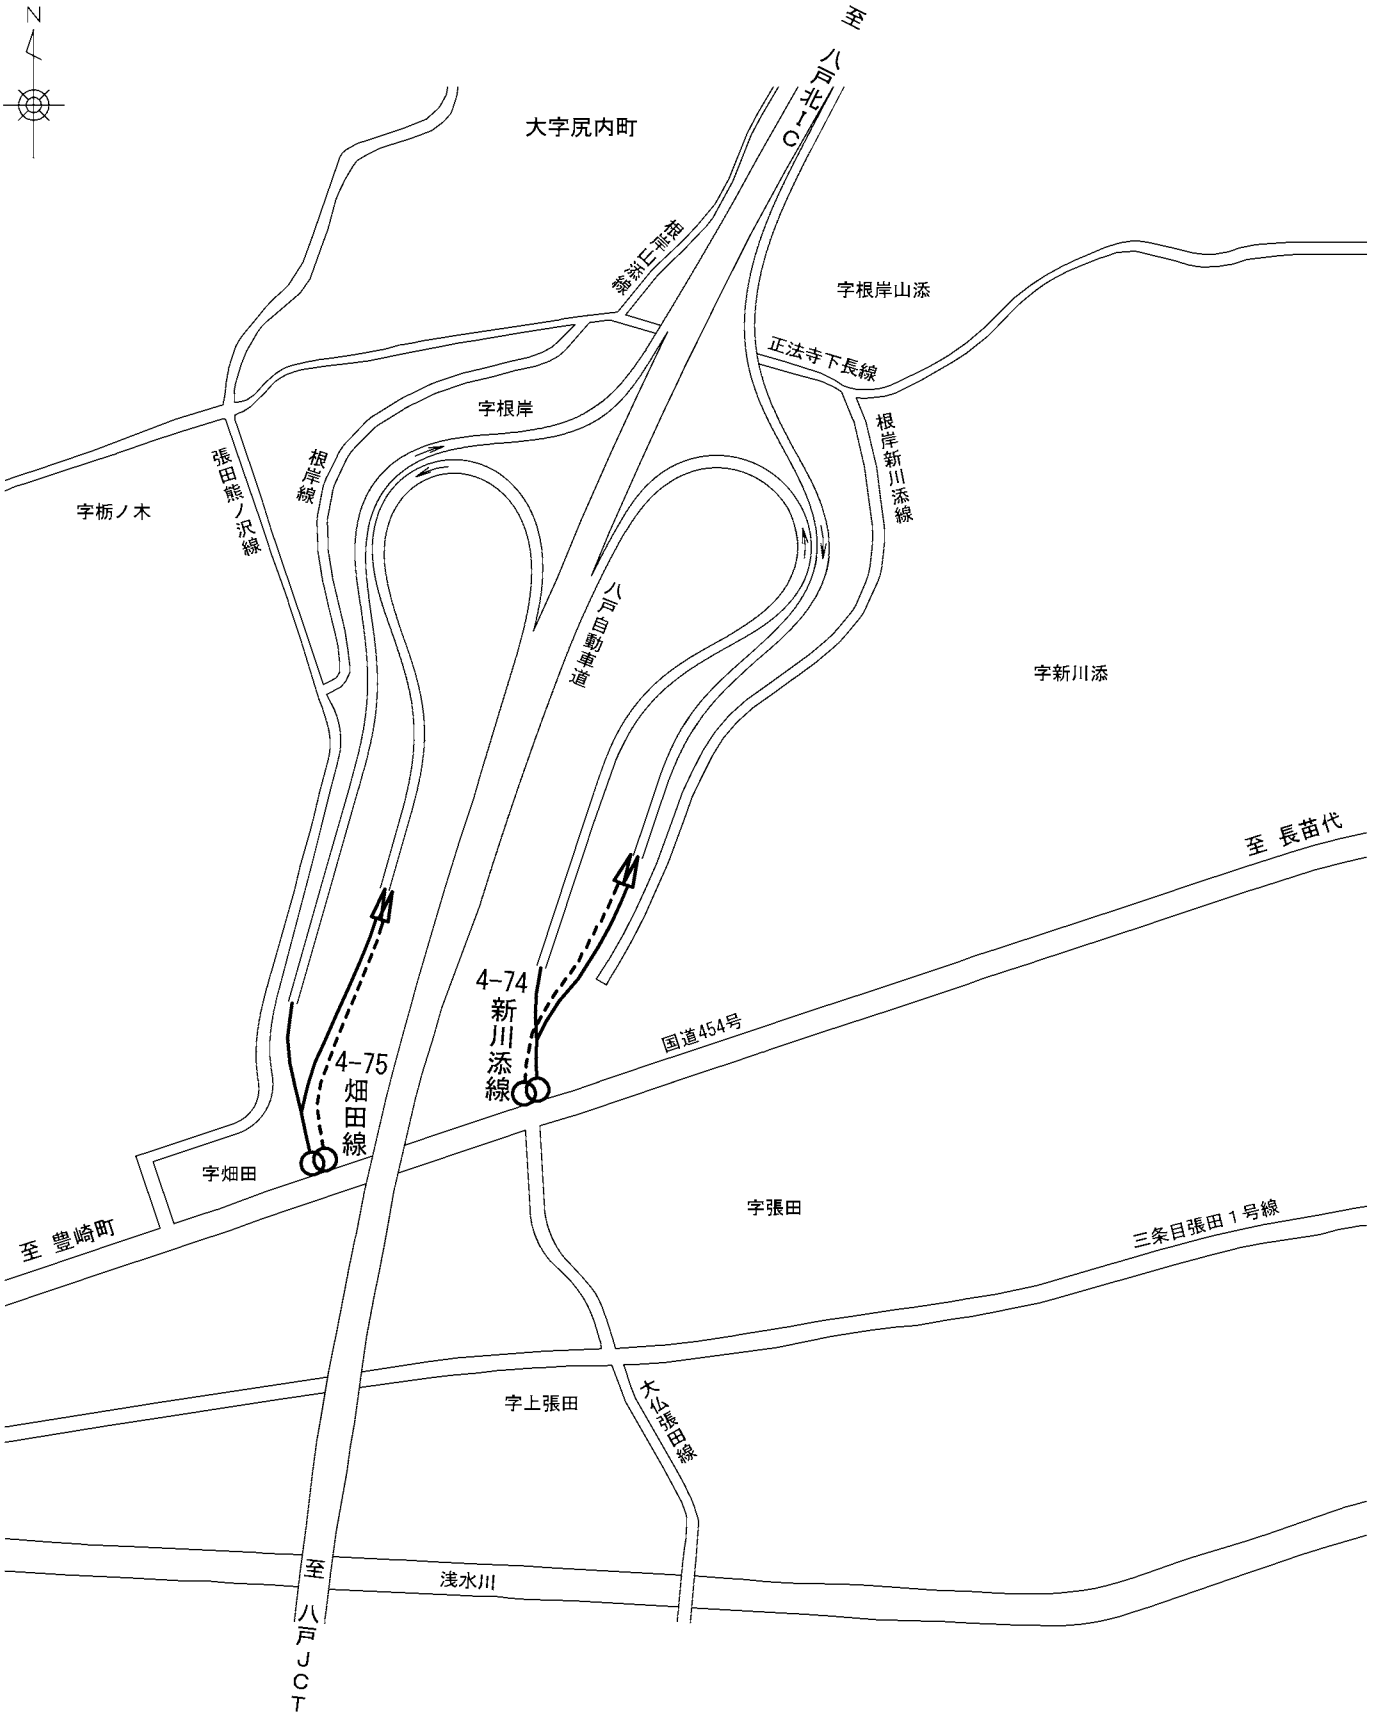 N
至 八戸北IC
大字尻内町
根岸山添線
字根岸山添
正法寺下長線
字根岸
根岸新川添線
張田熊ノ沢線
根岸線
字栃ノ木
八戸自動車道
字新川添
至 長苗代
4-74
新川添線
国道454号
4-75
畑田線
字畑田
字張田
至 豊崎町
三条目張田1号線
字上張田
大仏張田線
浅水川
至 八戸JCT